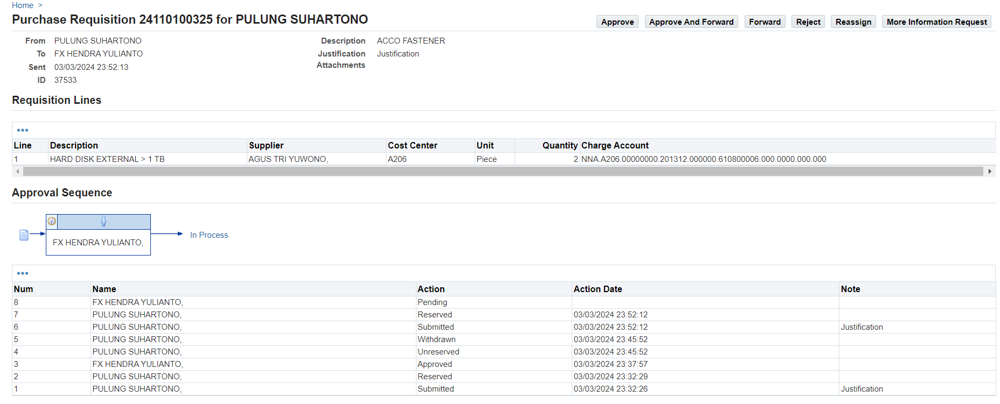 Home >
Purchase Requisition 24110100325 for PULUNG SUHARTONO
Approve Approve And Forward Forward Reject Reassign More Information Request
From PULUNG SUHARTONO Description ACCO FASTENER
To FX HENDRA YULIANTO Justification Justification
Attachments
Sent 03/03/2024 23:52:13
ID 37533
Requisition Lines
Line Description Supplier Cost Center Unit Quantity Charge Account
1 HARD DISK EXTERNAL > 1 TB AGUS TRI YUWONO, A206 Piece 2 NNA.A206.00000000.201312.000000.610800006.000.0000.000.000
Approval Sequence
FX HENDRA YULIANTO, In Process
Num Name Action Action Date Note
8 FX HENDRA YULIANTO, Pending
7 PULUNG SUHARTONO, Reserved 03/03/2024 23:52:12
6 PULUNG SUHARTONO, Submitted 03/03/2024 23:52:12 Justification
5 PULUNG SUHARTONO, Withdrawn 03/03/2024 23:45:52
4 PULUNG SUHARTONO, Unreserved 03/03/2024 23:45:52
3 FX HENDRA YULIANTO, Approved 03/03/2024 23:37:57
2 PULUNG SUHARTONO, Reserved 03/03/2024 23:32:29
1 PULUNG SUHARTONO, Submitted 03/03/2024 23:32:26 Justification